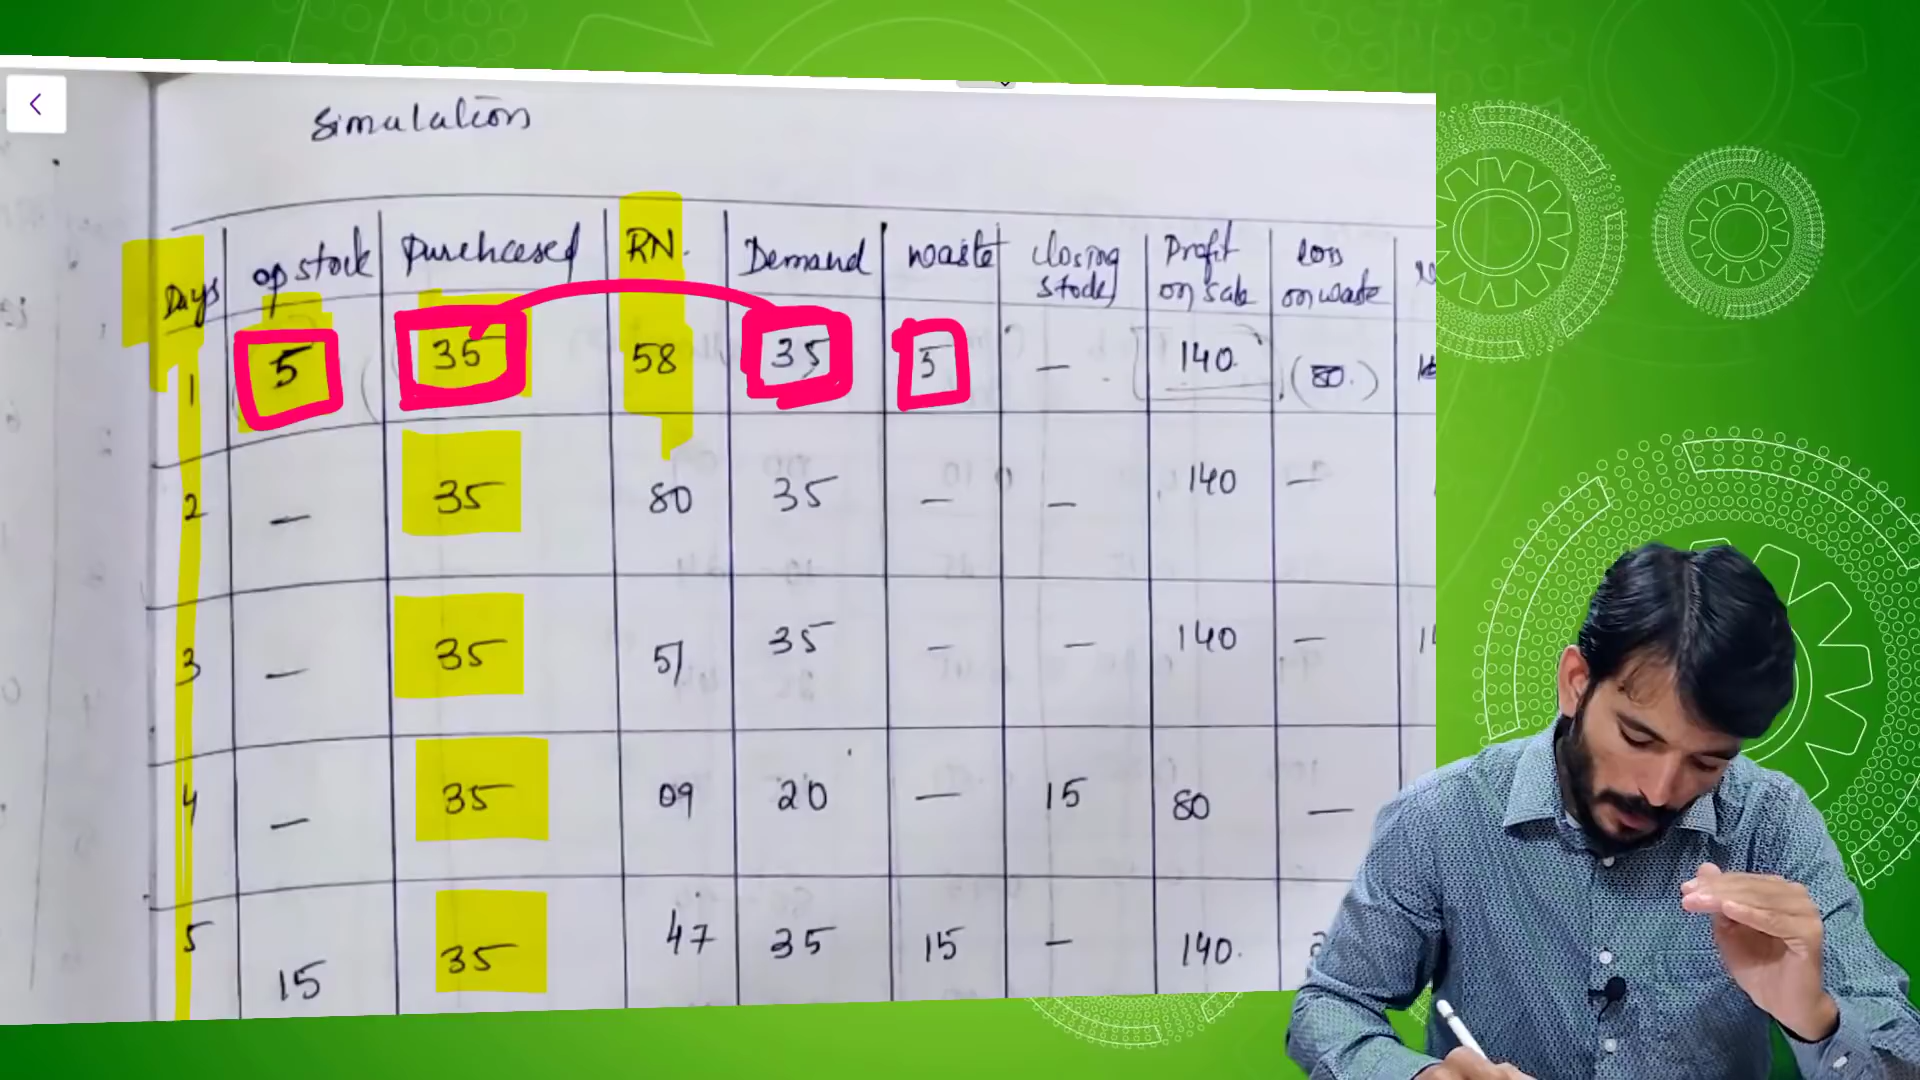 Simulation
Days op stock Purchcesed RN. Demand waste closing stock Profit on sale loss on waste
1 5 35 58 35 5 — — 140. (80.)
2 — 35 80 35 — — 140 —
3 — 35 51 35 — — 140 —
4 — 35 09 20 — 15 80 —
5 15 35 47 35 15 — 140.